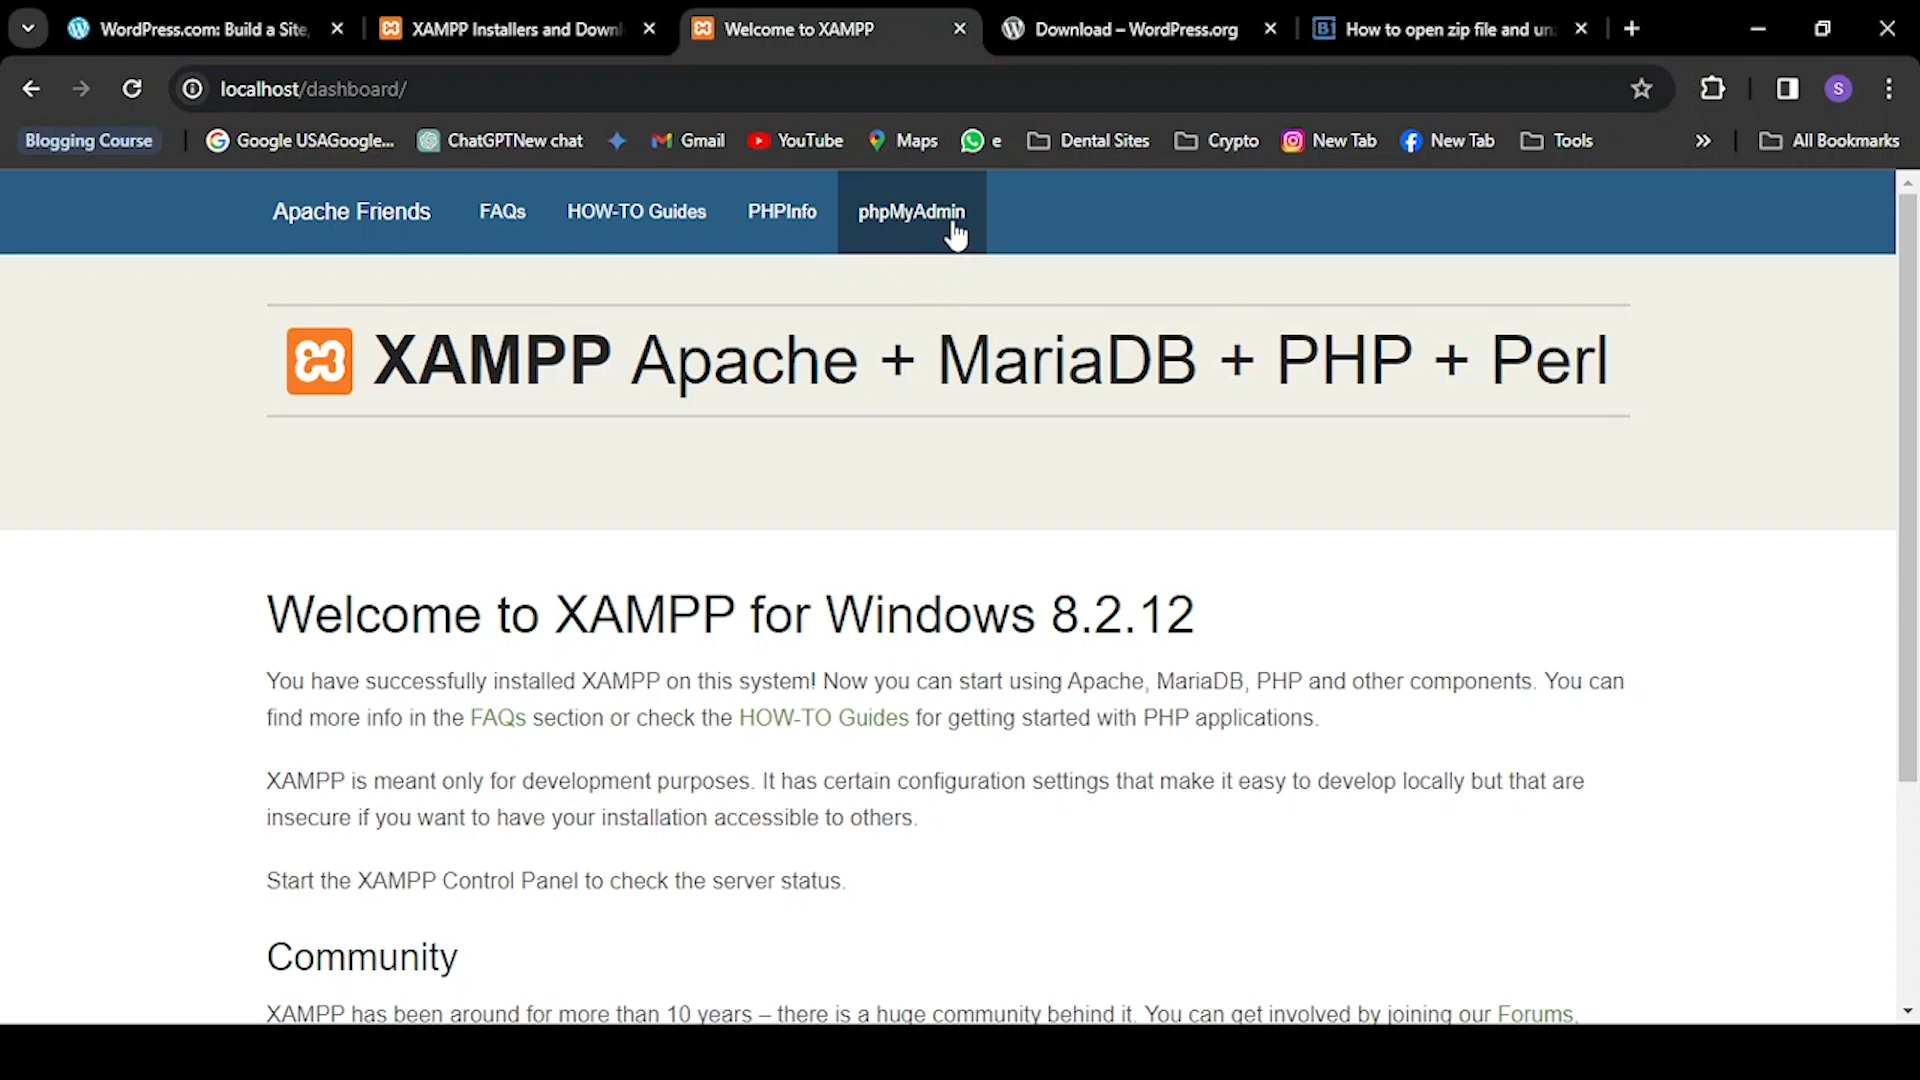 WordPress.com: Build a Site,
XAMPP Installers and Downl
Welcome to XAMPP
Download – WordPress.org
B1 How to open zip file and un
localhost/dashboard/
S
Blogging Course
Google USAGoogle...
ChatGPTNew chat
Gmail
YouTube
Maps
e
Dental Sites
Crypto
New Tab
New Tab
Tools
All Bookmarks
Apache Friends
FAQs
HOW-TO Guides
PHPInfo
phpMyAdmin
XAMPP Apache + MariaDB + PHP + Perl
Welcome to XAMPP for Windows 8.2.12
You have successfully installed XAMPP on this system! Now you can start using Apache, MariaDB, PHP and other components. You can
find more info in the FAQs section or check the HOW-TO Guides for getting started with PHP applications.
XAMPP is meant only for development purposes. It has certain configuration settings that make it easy to develop locally but that are
insecure if you want to have your installation accessible to others.
Start the XAMPP Control Panel to check the server status.
Community
XAMPP has been around for more than 10 years – there is a huge community behind it. You can get involved by joining our Forums,